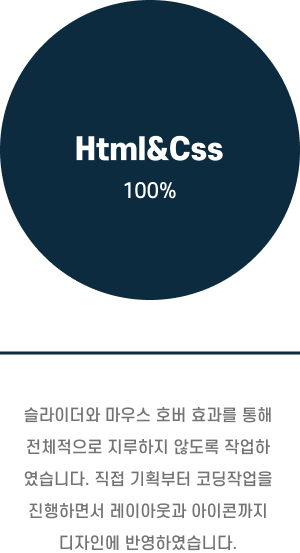 Html&Css
100%
슬라이더와 마우스 호버 효과를 통해
전체적으로 지루하지 않도록 작업하
였습니다. 직접 기획부터 코딩작업을
진행하면서 레이아웃과 아이콘까지
디자인에 반영하였습니다.